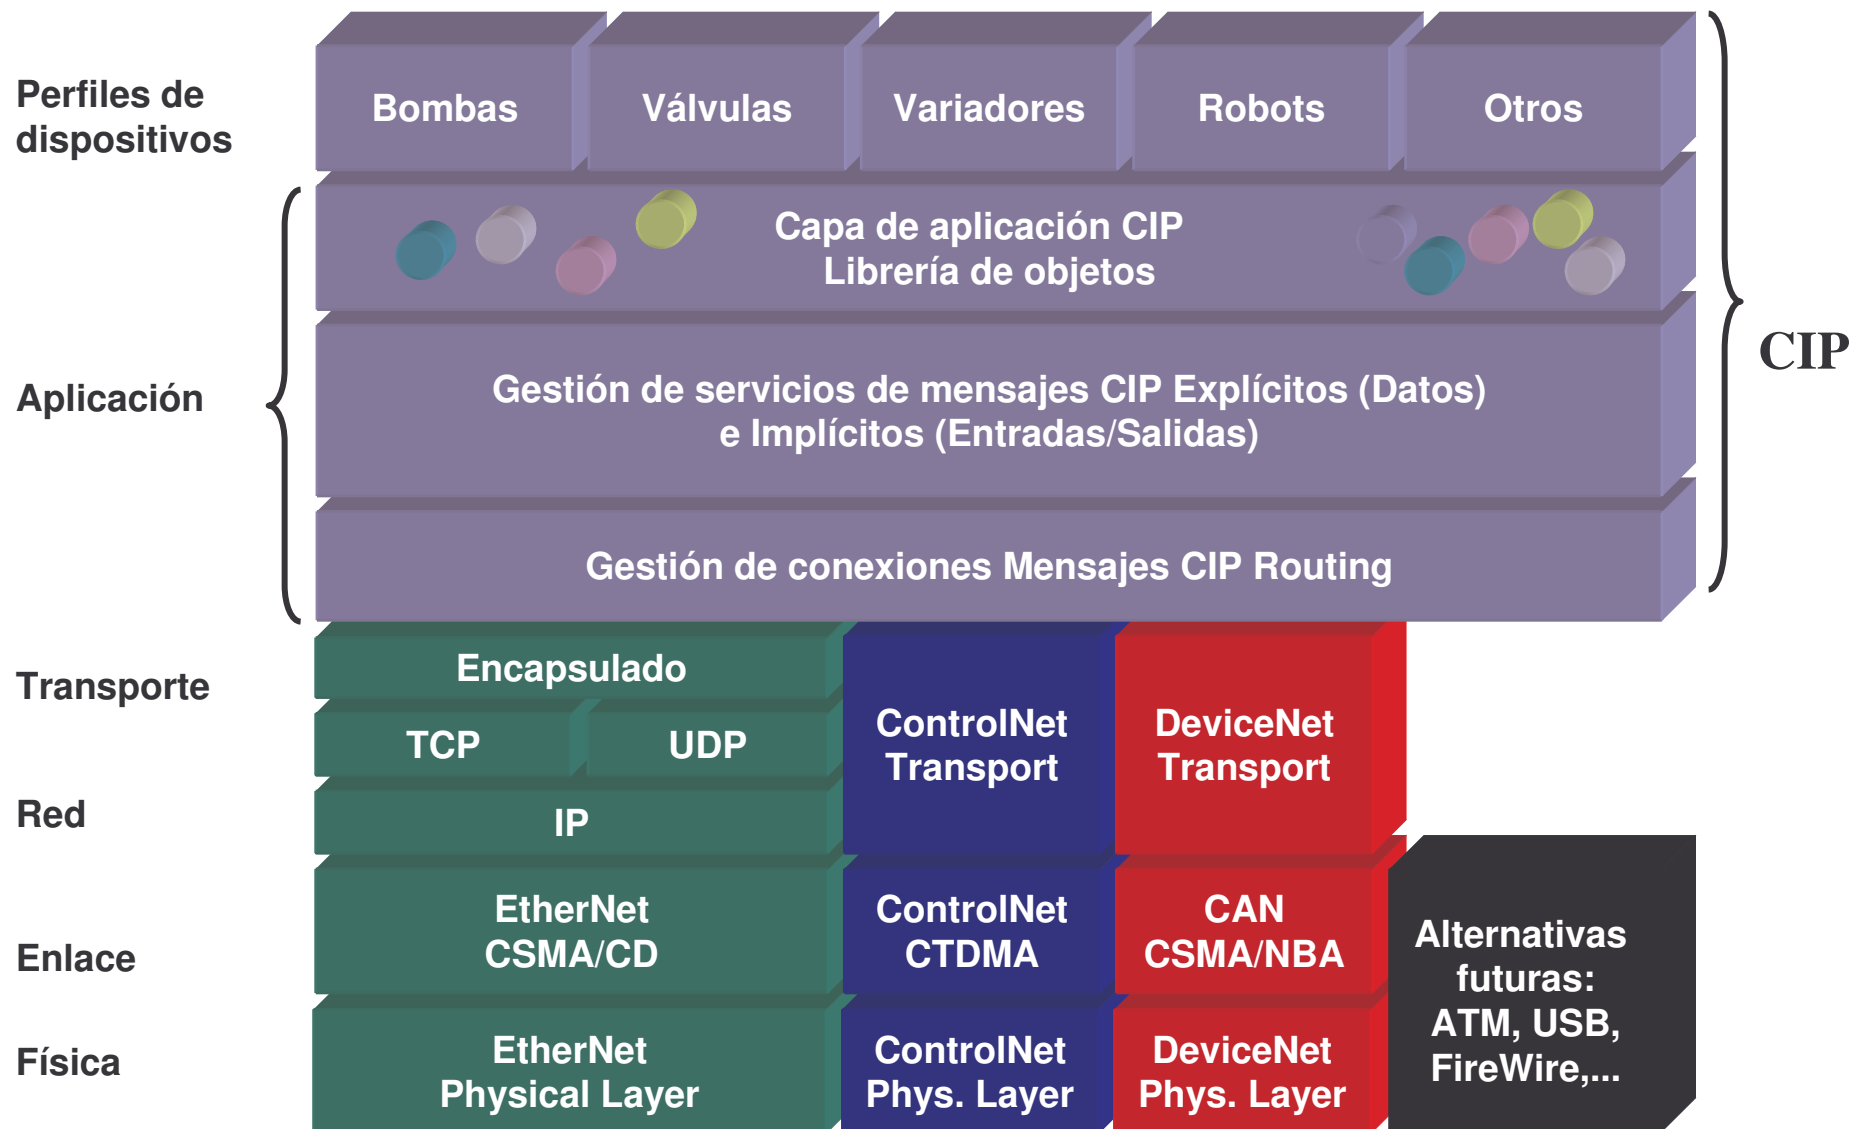 Perfiles de
dispositivos
Bombas
Válvulas
Variadores
Robots
Otros
Capa de aplicación CIP
Librería de objetos
Aplicación
Gestión de servicios de mensajes CIP Explícitos (Datos)
e Implícitos (Entradas/Salidas)
CIP
Gestión de conexiones Mensajes CIP Routing
Transporte
Encapsulado
TCP
UDP
ControlNet
Transport
DeviceNet
Transport
Red
IP
Enlace
EtherNet
CSMA/CD
ControlNet
CTDMA
CAN
CSMA/NBA
Alternativas
futuras:
ATM, USB,
FireWire,...
Física
EtherNet
Physical Layer
ControlNet
Phys. Layer
DeviceNet
Phys. Layer